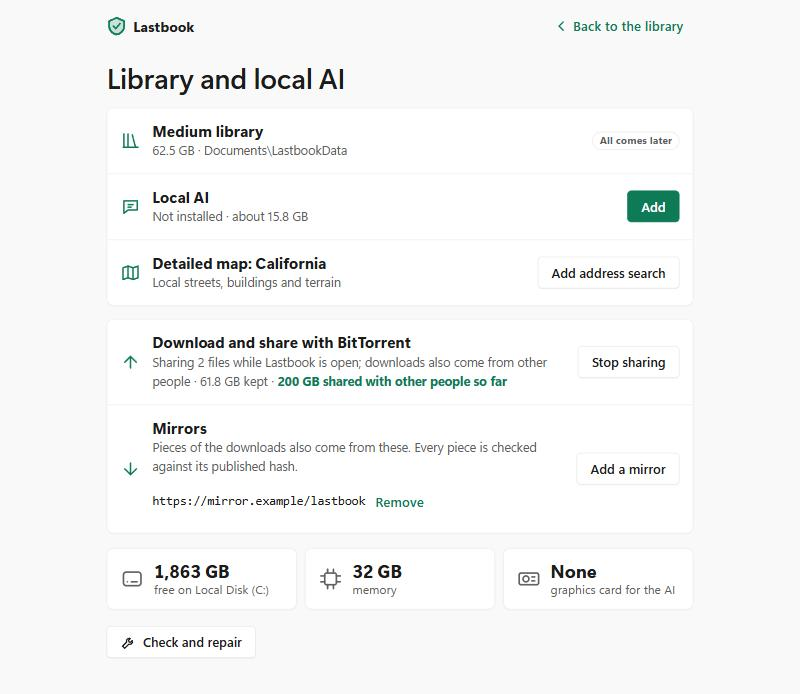 Lastbook
Back to the library
Library and local AI
Medium library
62.5 GB · Documents\LastbookData
All comes later
Local AI
Not installed · about 15.8 GB
Add
Detailed map: California
Local streets, buildings and terrain
Add address search
Download and share with BitTorrent
Sharing 2 files while Lastbook is open; downloads also come from other
people · 61.8 GB kept · 200 GB shared with other people so far
Stop sharing
Mirrors
Pieces of the downloads also come from these. Every piece is checked
against its published hash.
Add a mirror
https://mirror.example/lastbook Remove
1,863 GB
free on Local Disk (C:)
32 GB
memory
None
graphics card for the AI
Check and repair